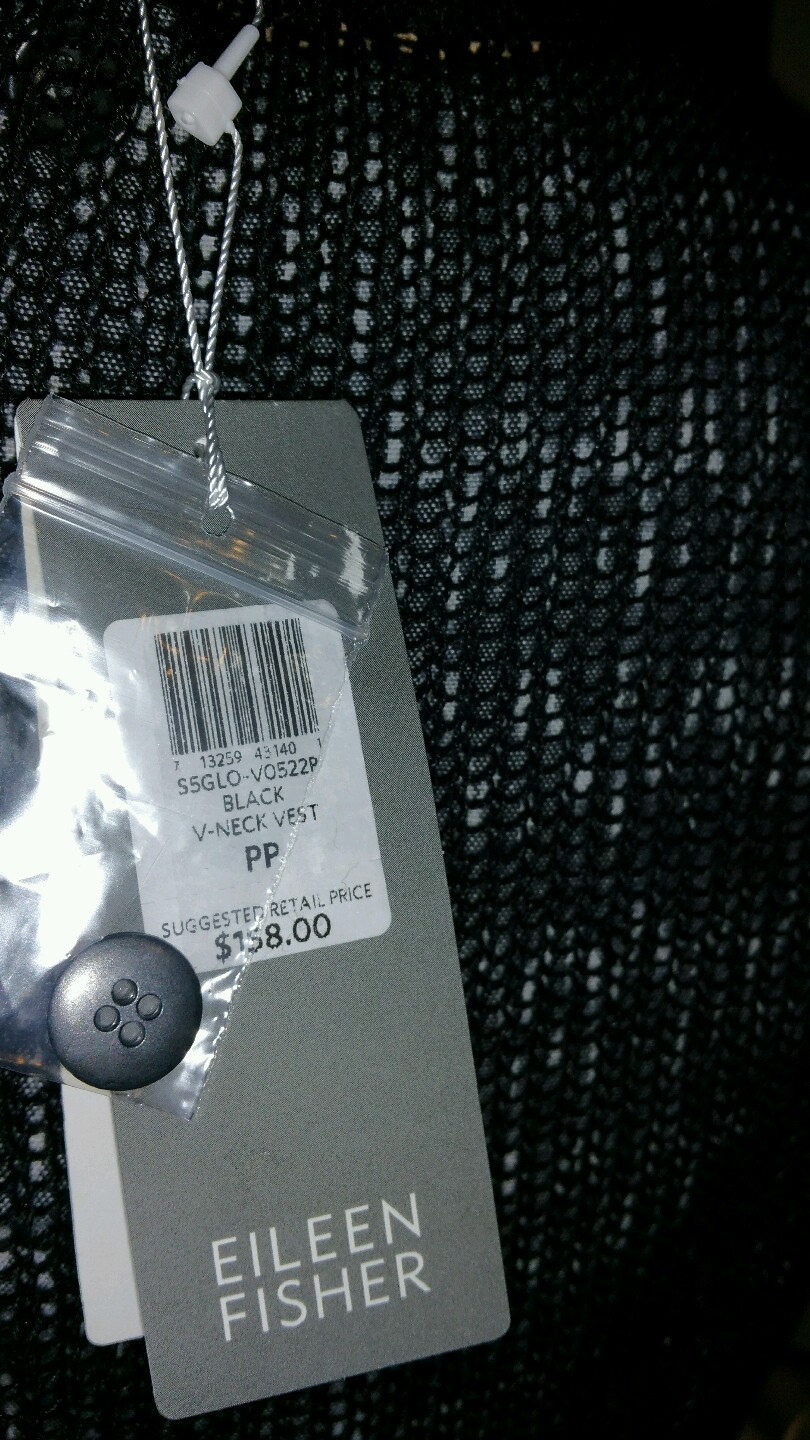 7 13259 43140 1
S5GLO-V0522P
BLACK
V-NECK VEST
PP
SUGGESTED RETAIL PRICE
$158.00
EILEEN
FISHER